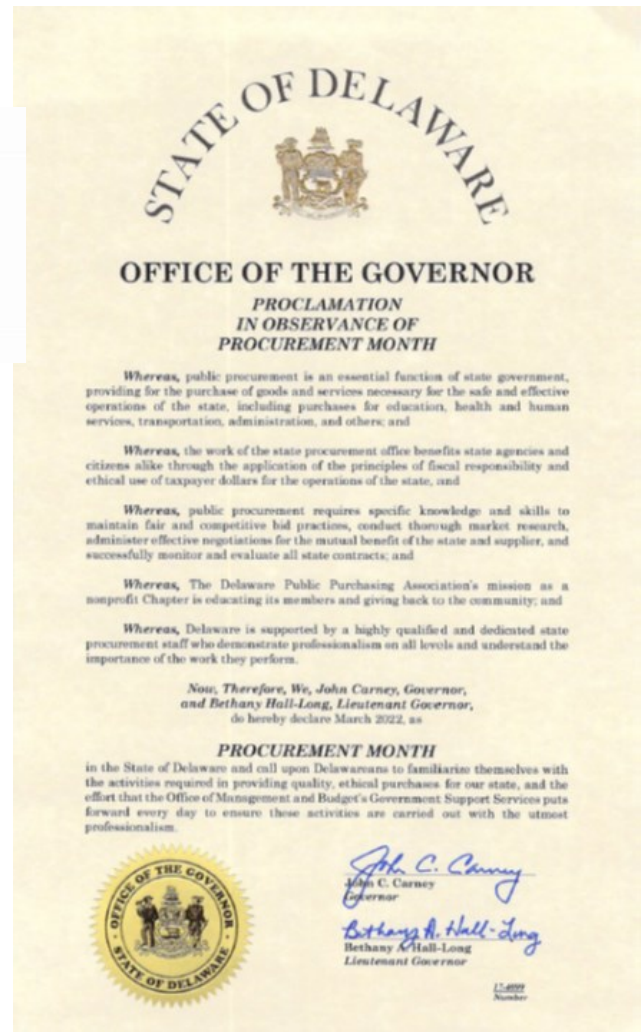 STATE OF DELAWARE
OFFICE OF THE GOVERNOR
PROCLAMATION
IN OBSERVANCE OF
PROCUREMENT MONTH
Whereas, public procurement is an essential function of state government,
providing for the purchase of goods and services necessary for the safe and effective
operations of the state, including purchases for education, health and human
services, transportation, administration, and others; and
Whereas, the work of the state procurement office benefits state agencies and
citizens alike through the application of the principles of fiscal responsibility and
ethical use of taxpayer dollars for the operations of the state, and
Whereas, public procurement requires specific knowledge and skills to
maintain fair and competitive bid practices, conduct thorough market research,
administer effective negotiations for the mutual benefit of the state and supplier, and
successfully monitor and evaluate all state contracts; and
Whereas, The Delaware Public Purchasing Association's mission as a
nonprofit Chapter is educating its members and giving back to the community; and
Whereas, Delaware is supported by a highly qualified and dedicated state
procurement staff who demonstrate professionalism on all levels and understand the
importance of the work they perform.
Now, Therefore, We, John Carney, Governor,
and Bethany Hall-Long, Lieutenant Governor,
do hereby declare March 2022, as
PROCUREMENT MONTH
in the State of Delaware and call upon Delawareans to familiarize themselves with
the activities required in providing quality, ethical purchases for our state, and the
effort that the Office of Management and Budget's Government Support Services puts
forward every day to ensure these activities are carried out with the utmost
professionalism.
OFFICE OF THE GOVERNOR
STATE OF DELAWARE
John C. Carney
John C. Carney
Governor
Bethany A. Hall-Long
Bethany A. Hall-Long
Lieutenant Governor
Number